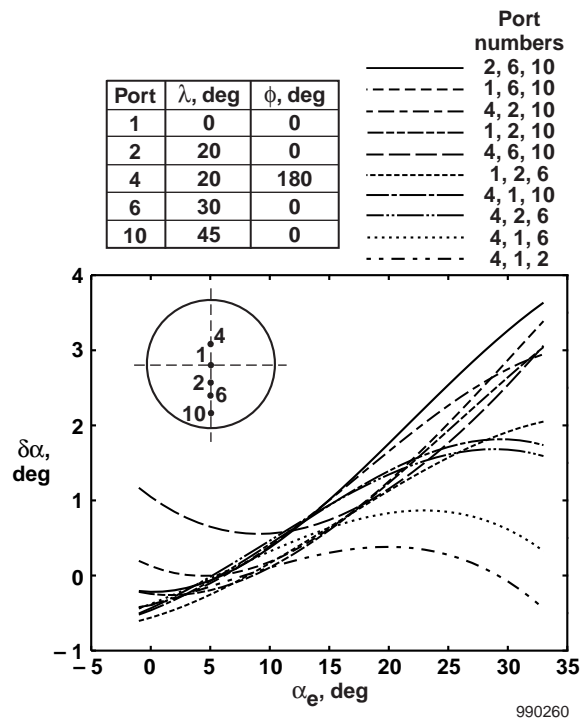 Port
numbers
2, 6, 10
1, 6, 10
4, 2, 10
1, 2, 10
4, 6, 10
1, 2, 6
4, 1, 10
4, 2, 6
4, 1, 6
4, 1, 2
Port λ, deg ϕ, deg
1 0 0
2 20 0
4 20 180
6 30 0
10 45 0
4
3
2
1
0
– 1
δα,
deg
4
1
2
6
10
– 5 0 5 10 15 20 25 30 35
αe, deg
990260